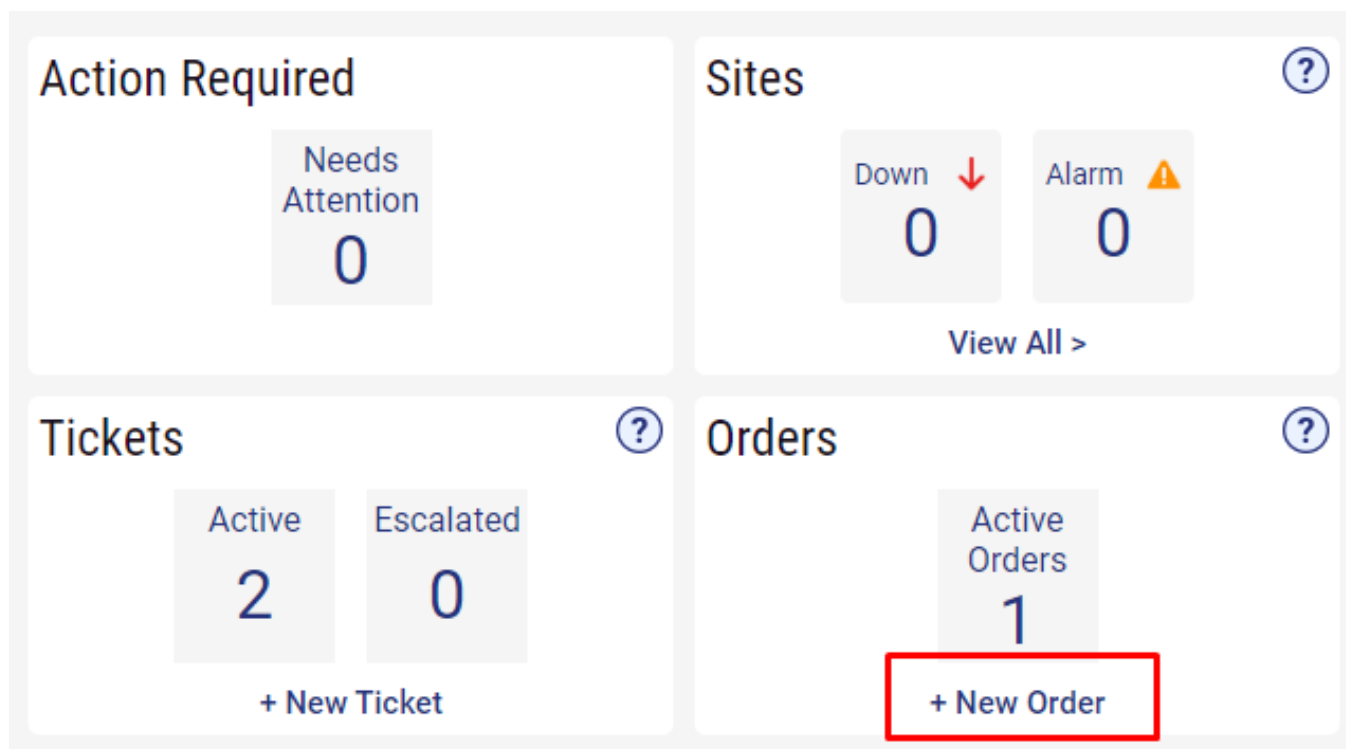 Action Required
Needs
Attention
0
Sites
?
Down
0
Alarm
0
View All >
Tickets
?
Active
2
Escalated
0
+ New Ticket
Orders
?
Active
Orders
1
+ New Order